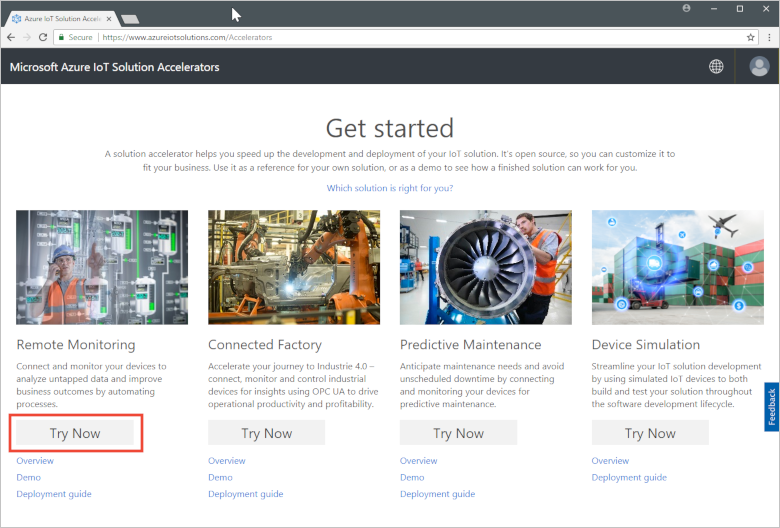 Azure IoT Solution Accele
Secure
https://www.azureiotsolutions.com/Accelerators
Microsoft Azure IoT Solution Accelerators
Get started
A solution accelerator helps you speed up the development and deployment of your IoT solution. It's open source, so you can customize it to
fit your business. Use it as a reference for your own solution, or as a demo to see how a finished solution can work for you.
Which solution is right for you?
Remote Monitoring
Connect and monitor your devices to
analyze untapped data and improve
business outcomes by automating
processes.
Try Now
Overview
Demo
Deployment guide
Connected Factory
Accelerate your journey to Industrie 4.0 –
connect, monitor and control industrial
devices for insights using OPC UA to drive
operational productivity and profitability.
Try Now
Overview
Demo
Deployment guide
Predictive Maintenance
Anticipate maintenance needs and avoid
unscheduled downtime by connecting
and monitoring your devices for
predictive maintenance.
Try Now
Overview
Demo
Deployment guide
Device Simulation
Streamline your IoT solution development
by using simulated IoT devices to both
build and test your solution throughout
the software development lifecycle.
Try Now
Overview
Deployment guide
Feedback